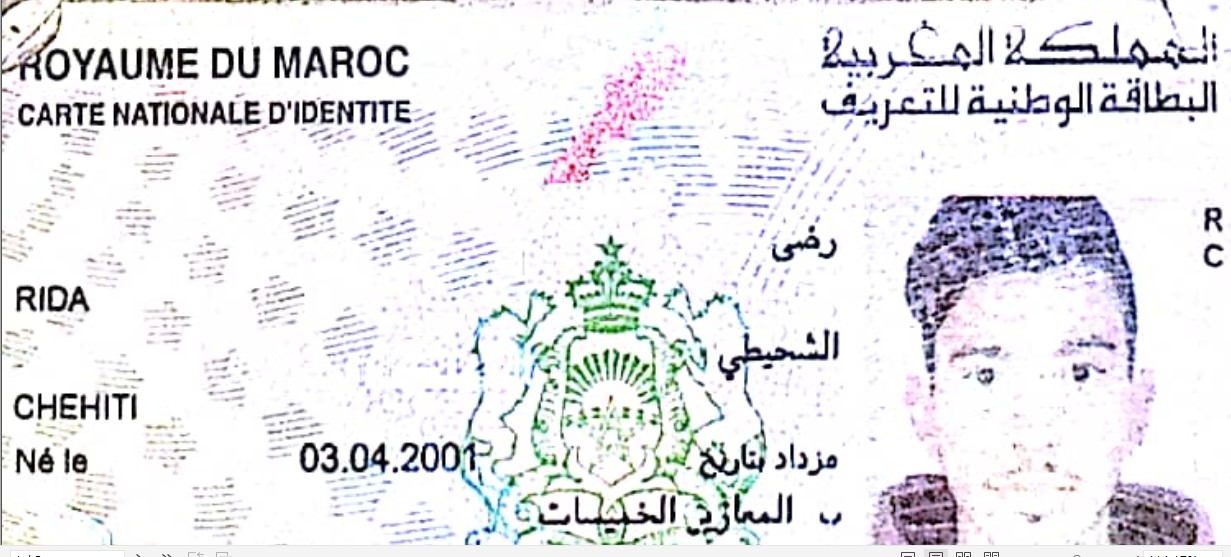 ROYAUME DU MAROC
المملكة المغربية
CARTE NATIONALE D'IDENTITE
البطاقة الوطنية للتعريف
R
C
رضى
RIDA
الشحيطي
CHEHITI
Né le 03.04.2001 مزداد بتاريخ
ب المعازيز الخميسات